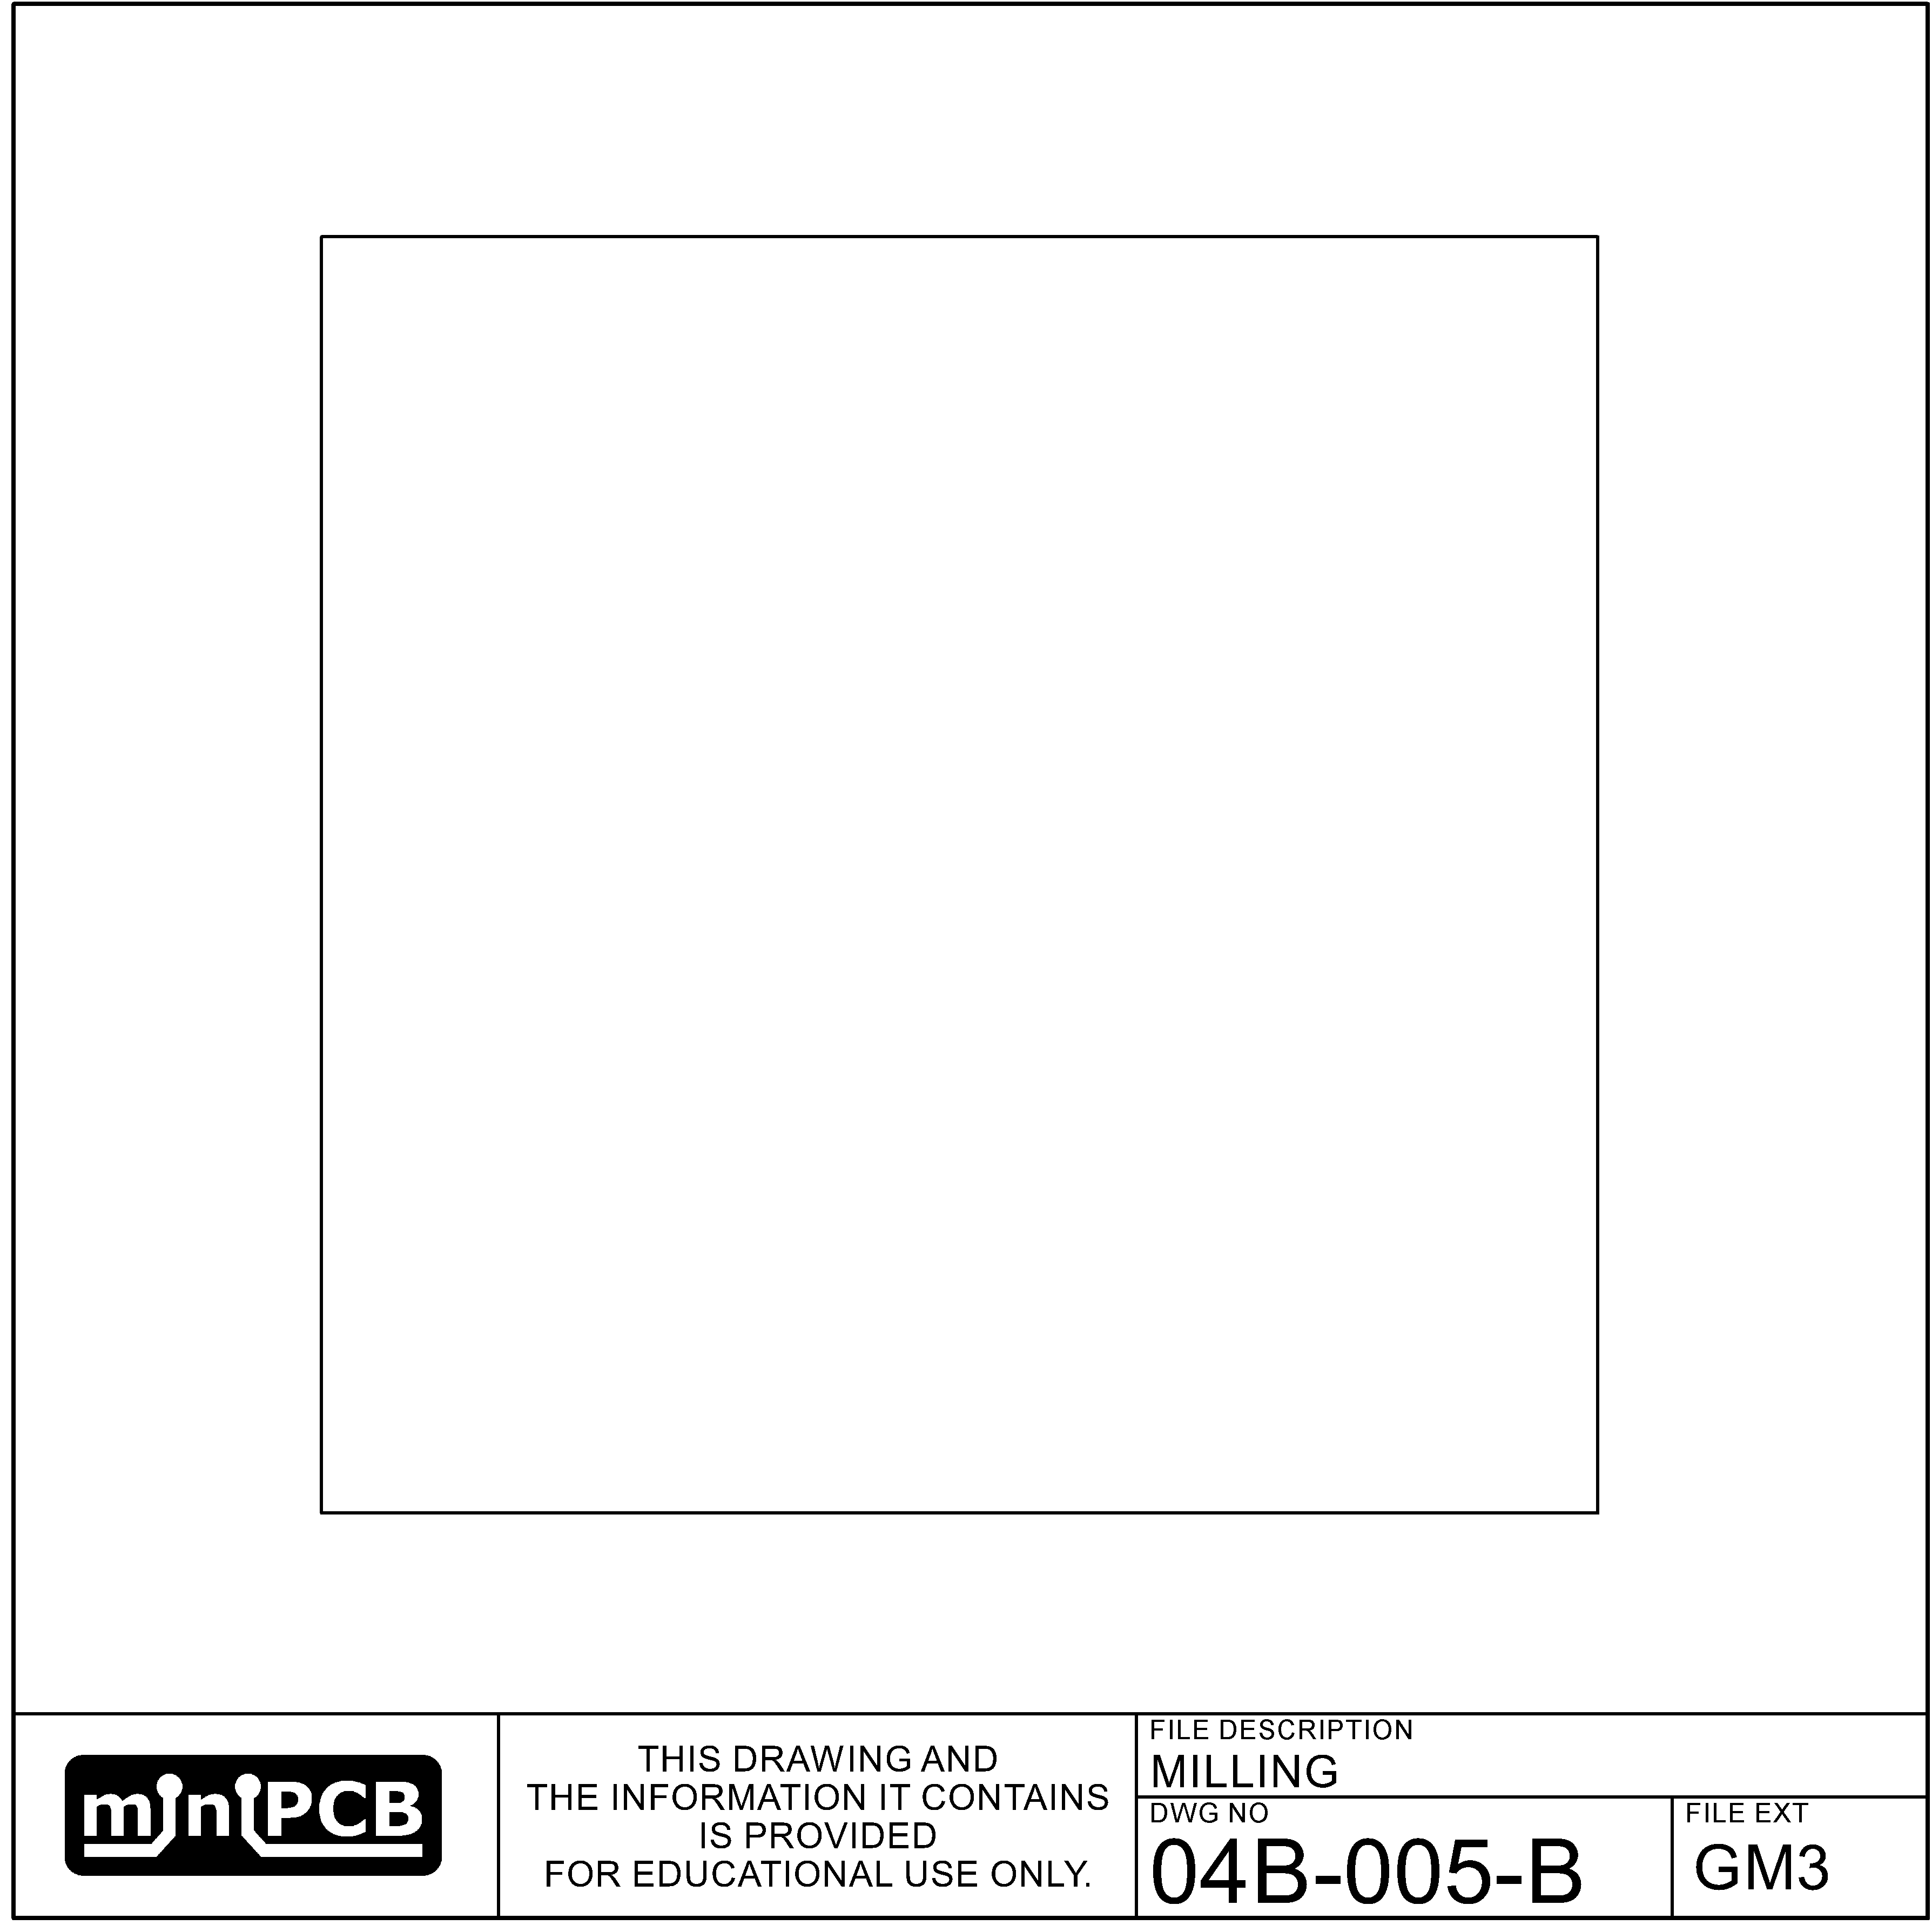 miniPCB
THIS DRAWING AND
THE INFORMATION IT CONTAINS
IS PROVIDED
FOR EDUCATIONAL USE ONLY.
FILE DESCRIPTION
MILLING
DWG NO
04B-005-B
FILE EXT
GM3